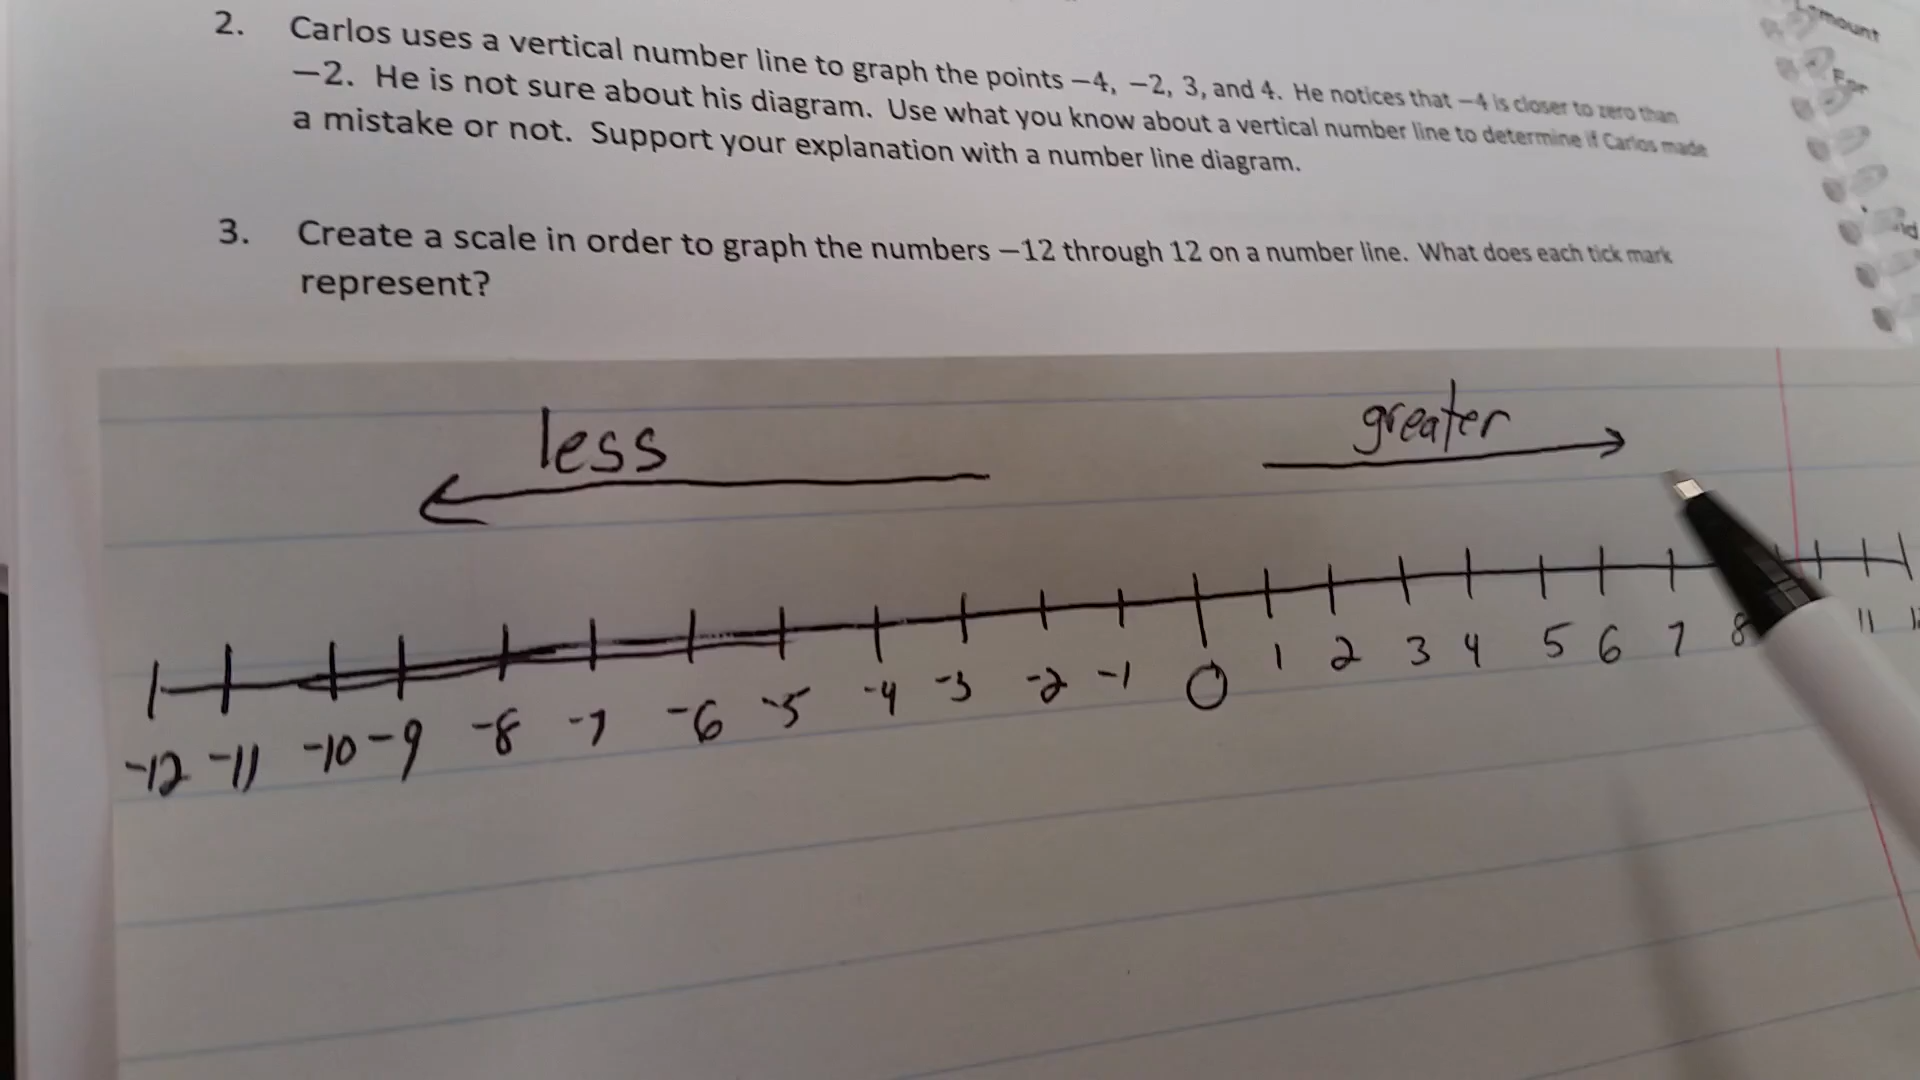 2. Carlos uses a vertical number line to graph the points −4, −2, 3, and 4. He notices that −4 is closer to zero than
−2. He is not sure about his diagram. Use what you know about a vertical number line to determine if Carlos made
a mistake or not. Support your explanation with a number line diagram.
3. Create a scale in order to graph the numbers −12 through 12 on a number line. What does each tick mark
represent?
less greater
-12 -11 -10 -9 -8 -7 -6 -5 -4 -3 -2 -1 0 1 2 3 4 5 6 7 8 11